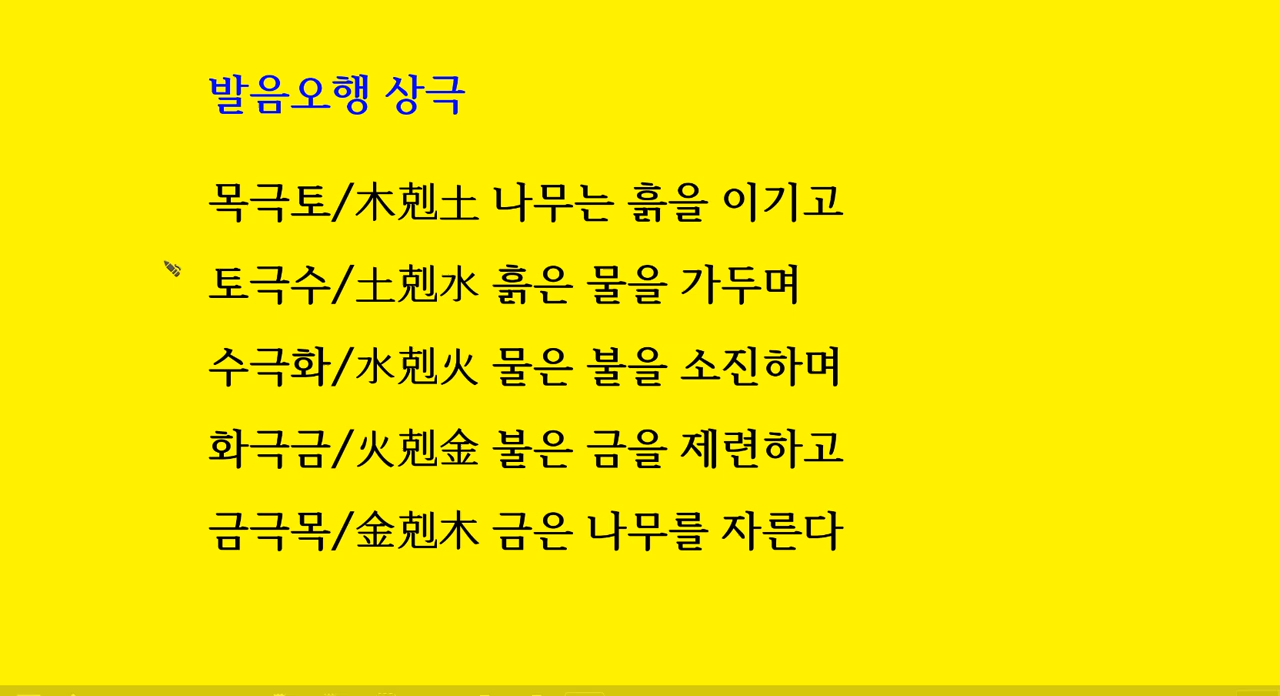 발음오행 상극
목극토/木剋土 나무는 흙을 이기고
토극수/土剋水 흙은 물을 가두며
수극화/水剋火 물은 불을 소진하며
화극금/火剋金 불은 금을 제련하고
금극목/金剋木 금은 나무를 자른다